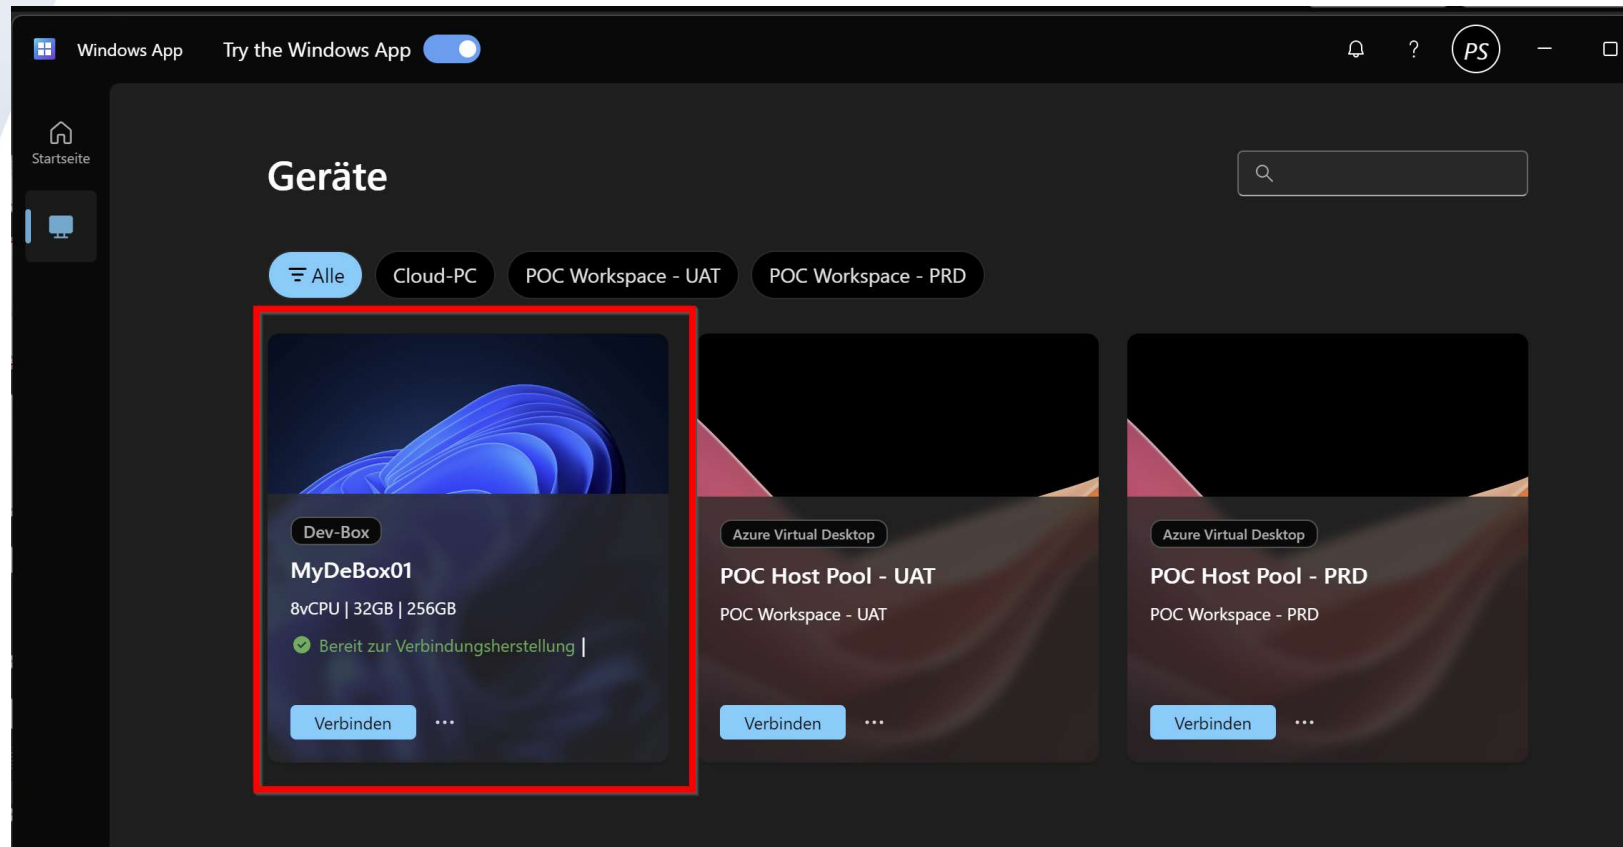 Windows App
Try the Windows App
?
PS
Startseite
Geräte
Alle
Cloud-PC
POC Workspace - UAT
POC Workspace - PRD
Dev-Box
MyDeBox01
8vCPU | 32GB | 256GB
Bereit zur Verbindungsherstellung |
Verbinden
...
Azure Virtual Desktop
POC Host Pool - UAT
POC Workspace - UAT
Verbinden
...
Azure Virtual Desktop
POC Host Pool - PRD
POC Workspace - PRD
Verbinden
...